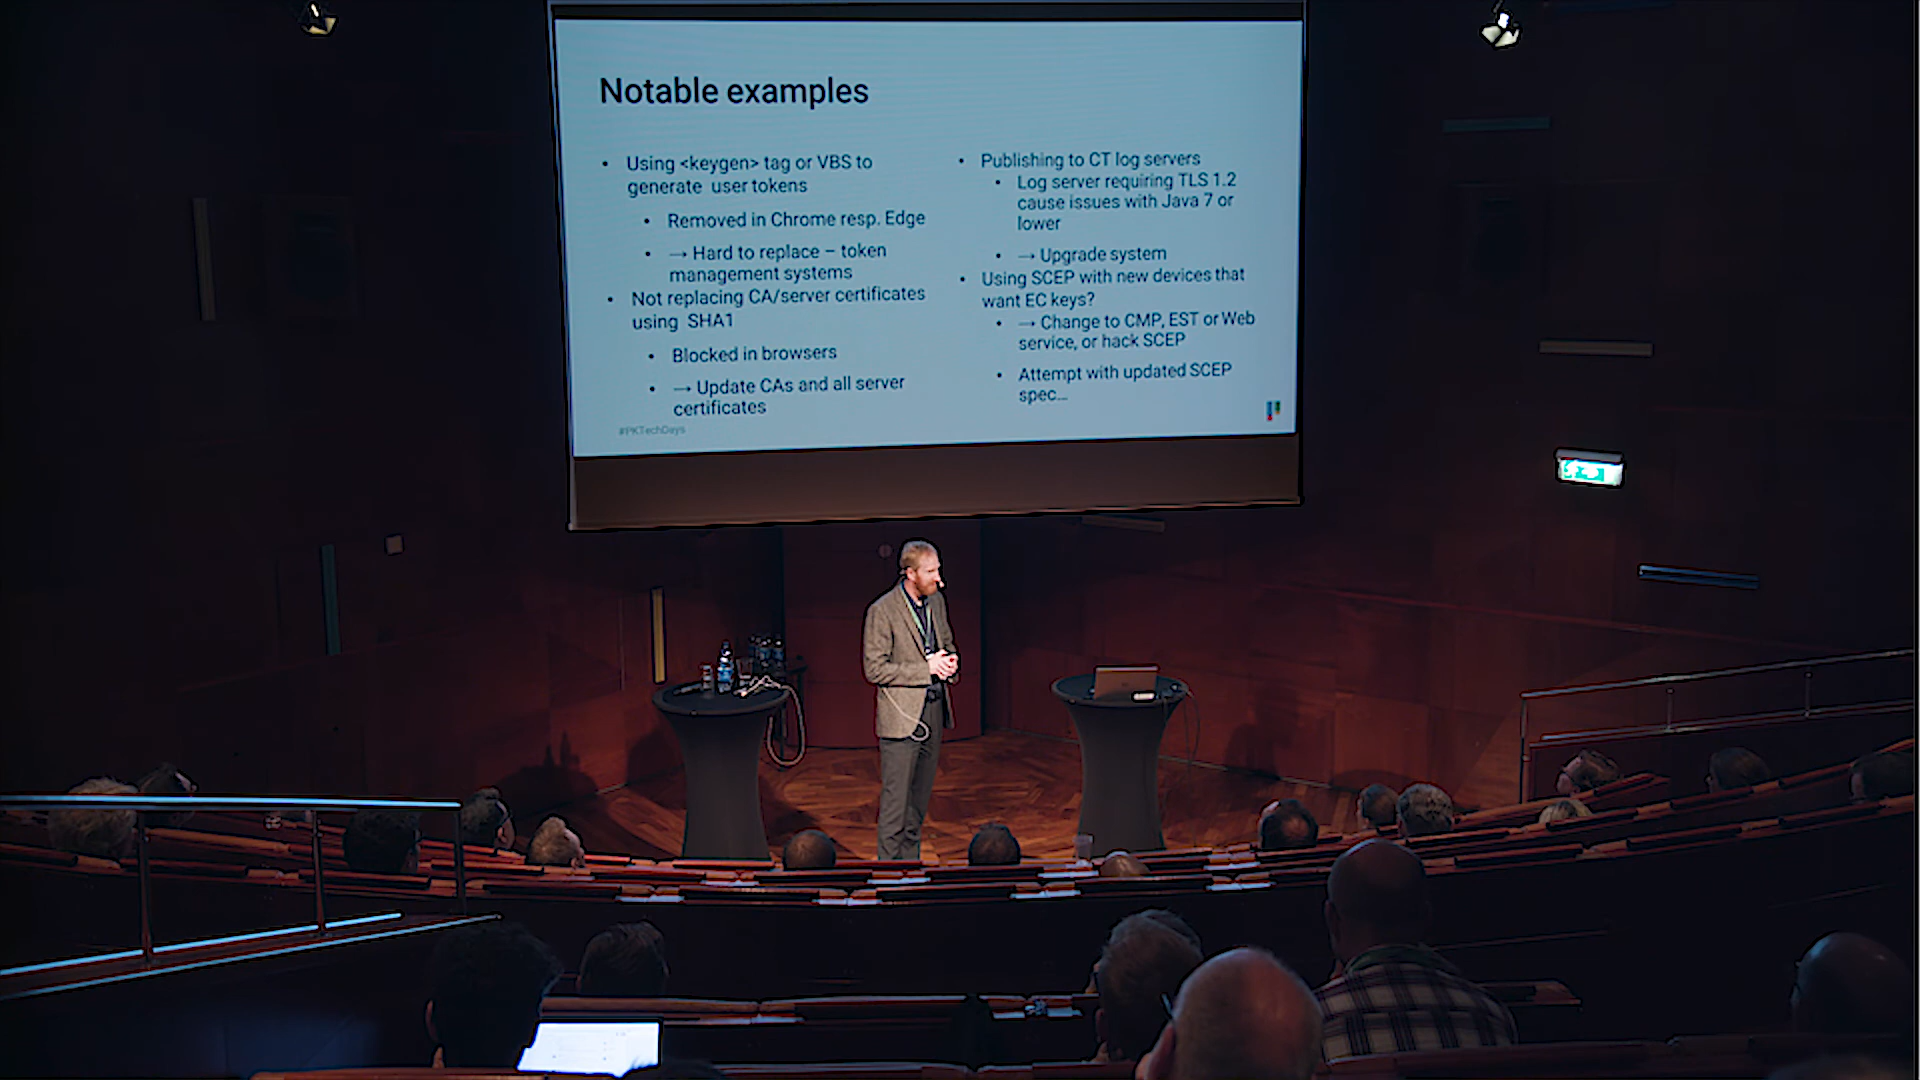 Notable examples
• Using <keygen> tag or VBS to
generate user tokens
• Removed in Chrome resp. Edge
• → Hard to replace – token
management systems
• Not replacing CA/server certificates
using SHA1
• Blocked in browsers
• → Update CAs and all server
certificates
• Publishing to CT log servers
• Log server requiring TLS 1.2
cause issues with Java 7 or
lower
• → Upgrade system
• Using SCEP with new devices that
want EC keys?
• → Change to CMP, EST or Web
service, or hack SCEP
• Attempt with updated SCEP
spec...
#PKTechDays